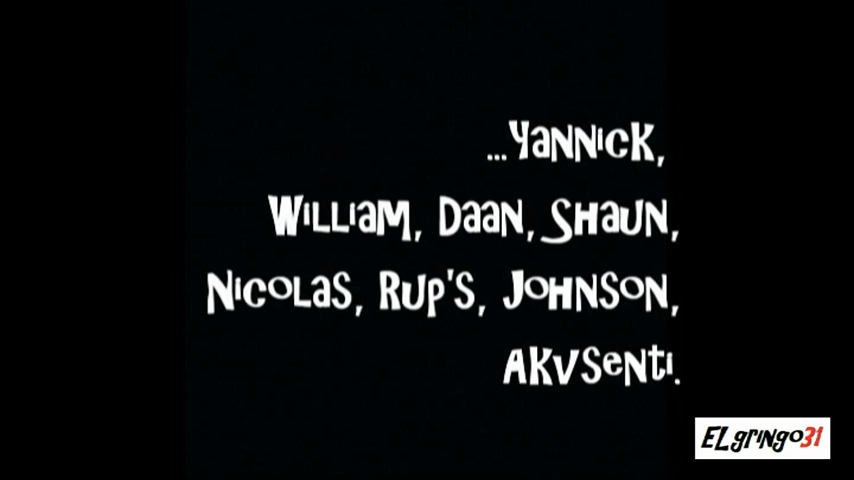 ...Yannick,
William, Daan, Shaun,
Nicolas, Rup's, Johnson,
Akvsenti.
ELgringo31